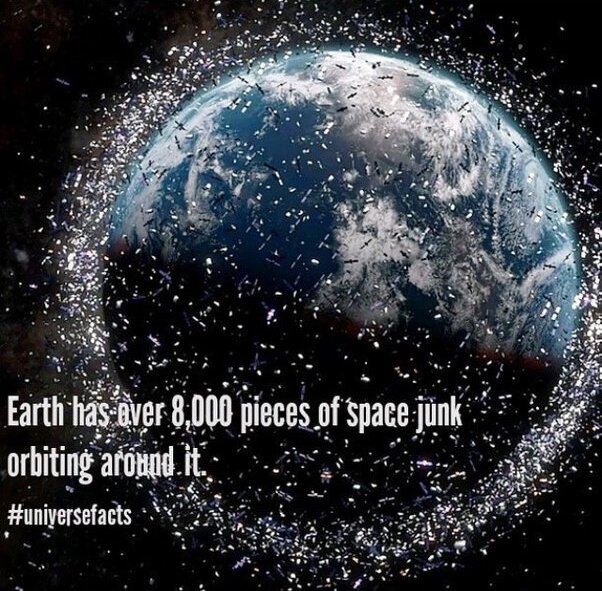 Earth has over 8,000 pieces of space junk
orbiting around it.
#universefacts